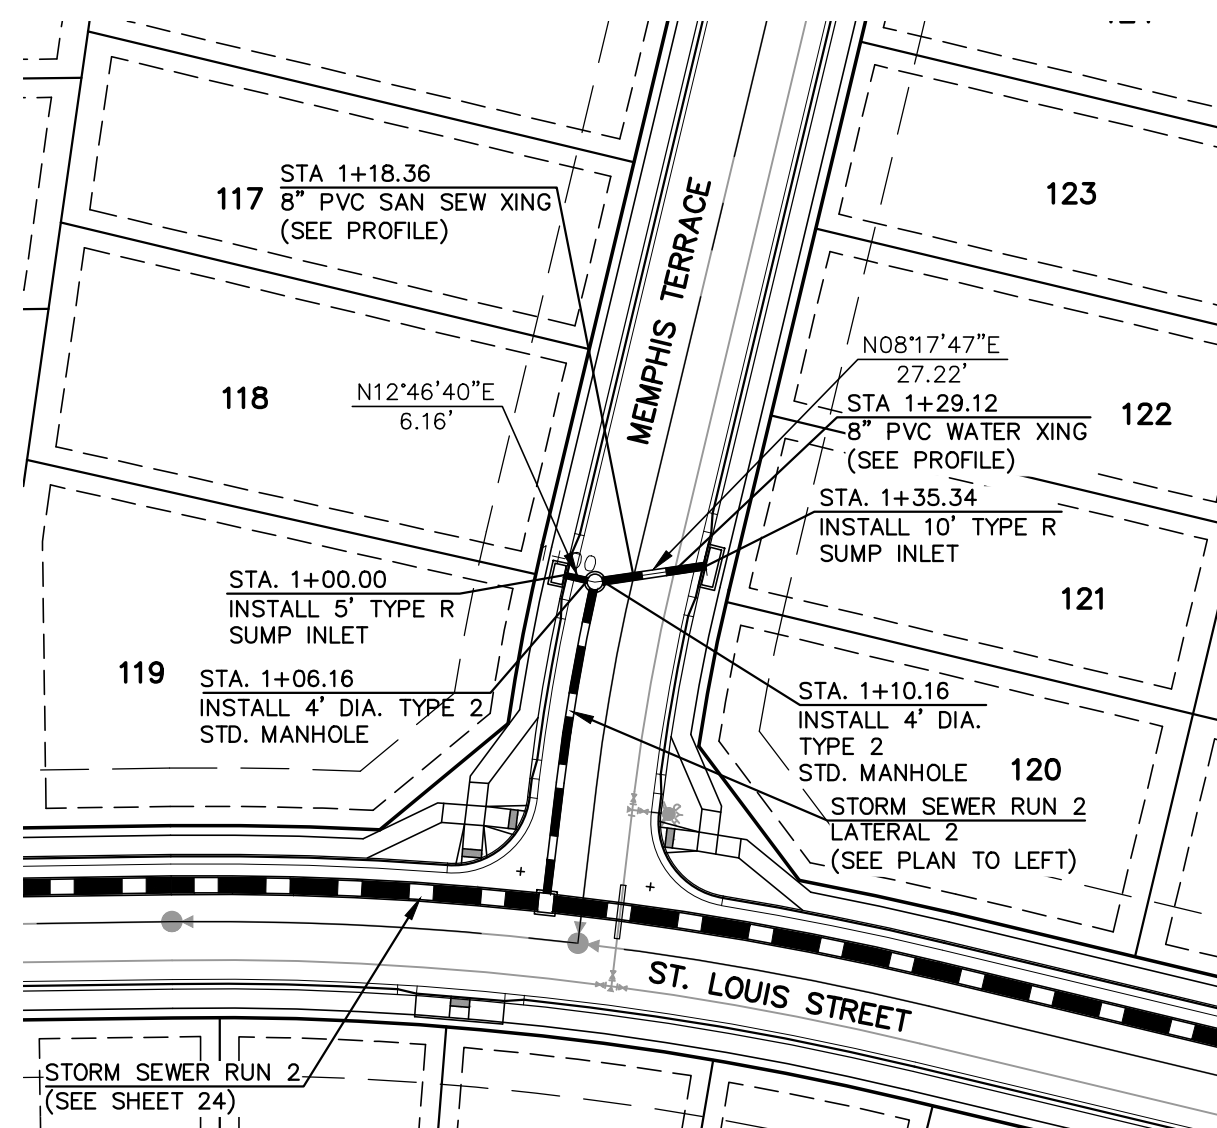 117
STA 1+18.36
8" PVC SAN SEW XING
(SEE PROFILE)
123
MEMPHIS TERRACE
118
N12°46'40"E
6.16'
N08°17'47"E
27.22'
STA 1+29.12
8" PVC WATER XING
(SEE PROFILE)
122
STA. 1+35.34
INSTALL 10' TYPE R
SUMP INLET
121
STA. 1+00.00
INSTALL 5' TYPE R
SUMP INLET
119
STA. 1+06.16
INSTALL 4' DIA. TYPE 2
STD. MANHOLE
STA. 1+10.16
INSTALL 4' DIA.
TYPE 2
STD. MANHOLE
120
STORM SEWER RUN 2
LATERAL 2
(SEE PLAN TO LEFT)
ST. LOUIS STREET
STORM SEWER RUN 2
(SEE SHEET 24)